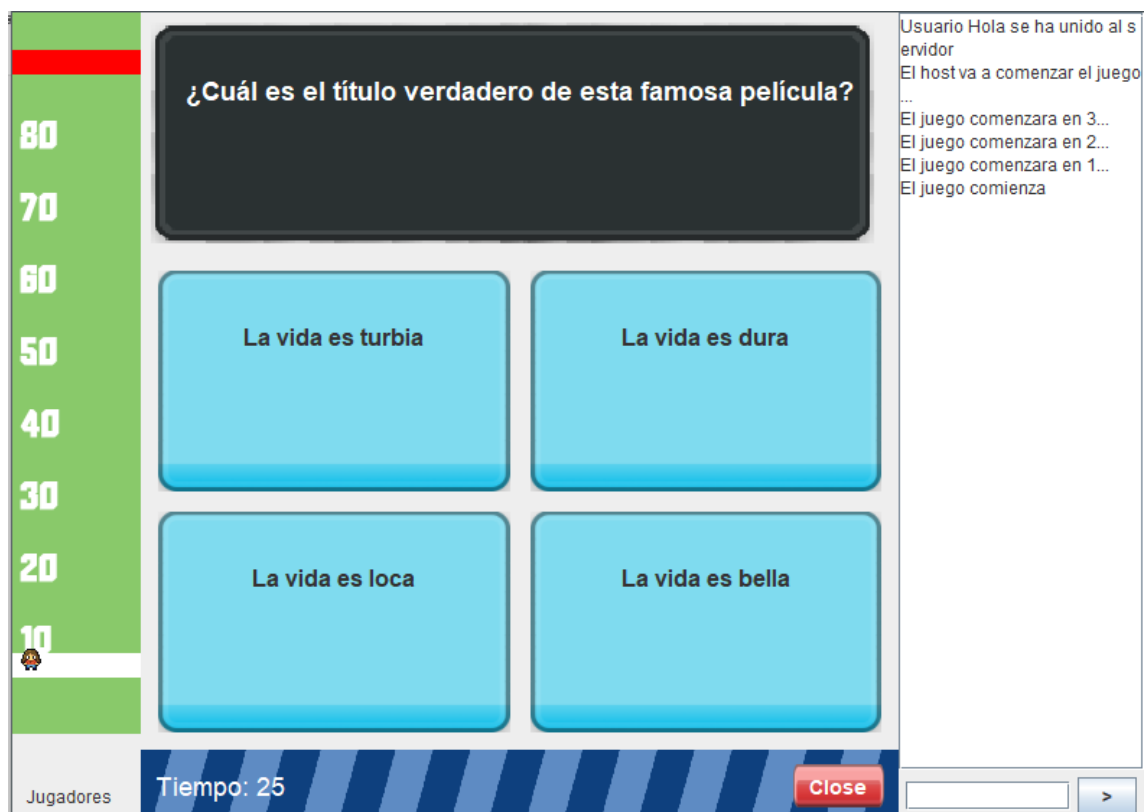 80
70
60
50
40
30
20
10
Jugadores
¿Cuál es el título verdadero de esta famosa película?
La vida es turbia
La vida es dura
La vida es loca
La vida es bella
Tiempo: 25
Close
Usuario Hola se ha unido al s
ervidor
El host va a comenzar el juego
...
El juego comenzara en 3...
El juego comenzara en 2...
El juego comenzara en 1...
El juego comienza
>